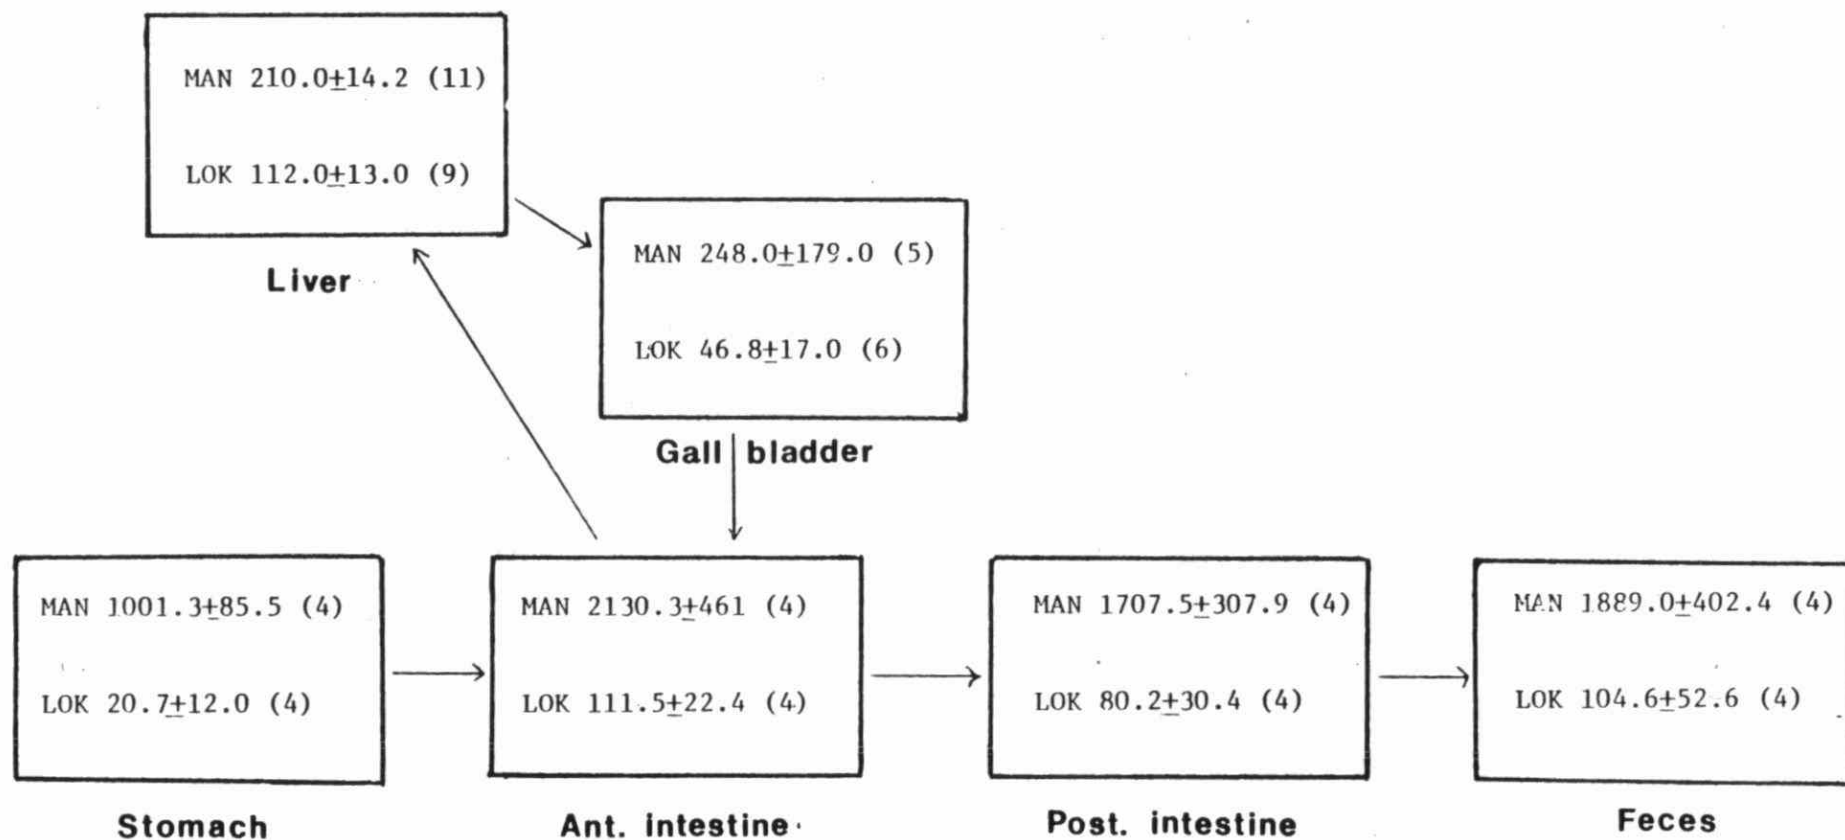 MAN 210.0±14.2 (11)
LOK 112.0±13.0 (9)
Liver
MAN 248.0±179.0 (5)
LOK 46.8±17.0 (6)
Gall bladder
MAN 1001.3±85.5 (4)
LOK 20.7±12.0 (4)
Stomach
MAN 2130.3±461 (4)
LOK 111.5±22.4 (4)
Ant. intestine
MAN 1707.5±307.9 (4)
LOK 80.2±30.4 (4)
Post. intestine
MAN 1889.0±402.4 (4)
LOK 104.6±52.6 (4)
Feces